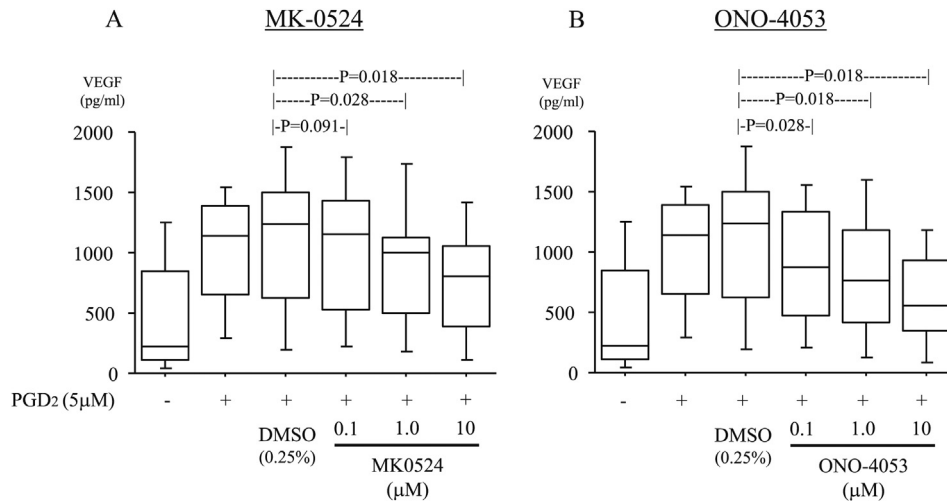 A
MK-0524
VEGF
(pg/ml)
|------------P=0.018-----------|
|------P=0.028------|
|-P=0.091-|
2000
1500
1000
500
0
PGD2 (5μM)
- + + + + +
DMSO
(0.25%)
0.1 1.0 10
MK0524
(μM)
B
ONO-4053
VEGF
(pg/ml)
|------------P=0.018-----------|
|------P=0.018------|
|-P=0.028-|
2000
1500
1000
500
0
- + + + + +
DMSO
(0.25%)
0.1 1.0 10
ONO-4053
(μM)